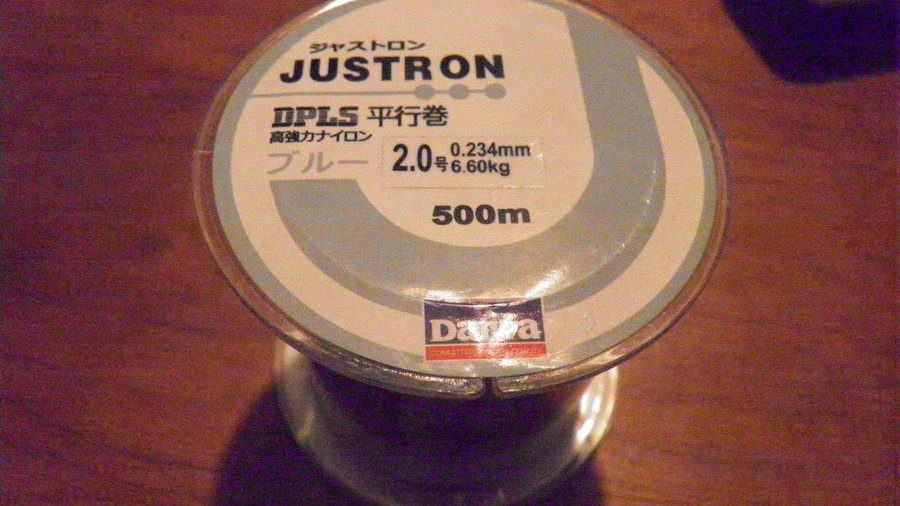 ジャストロン
JUSTRON
DPLS 平行巻
高強力ナイロン
ブルー
2.0号 0.234mm
6.60kg
500m
Daiwa